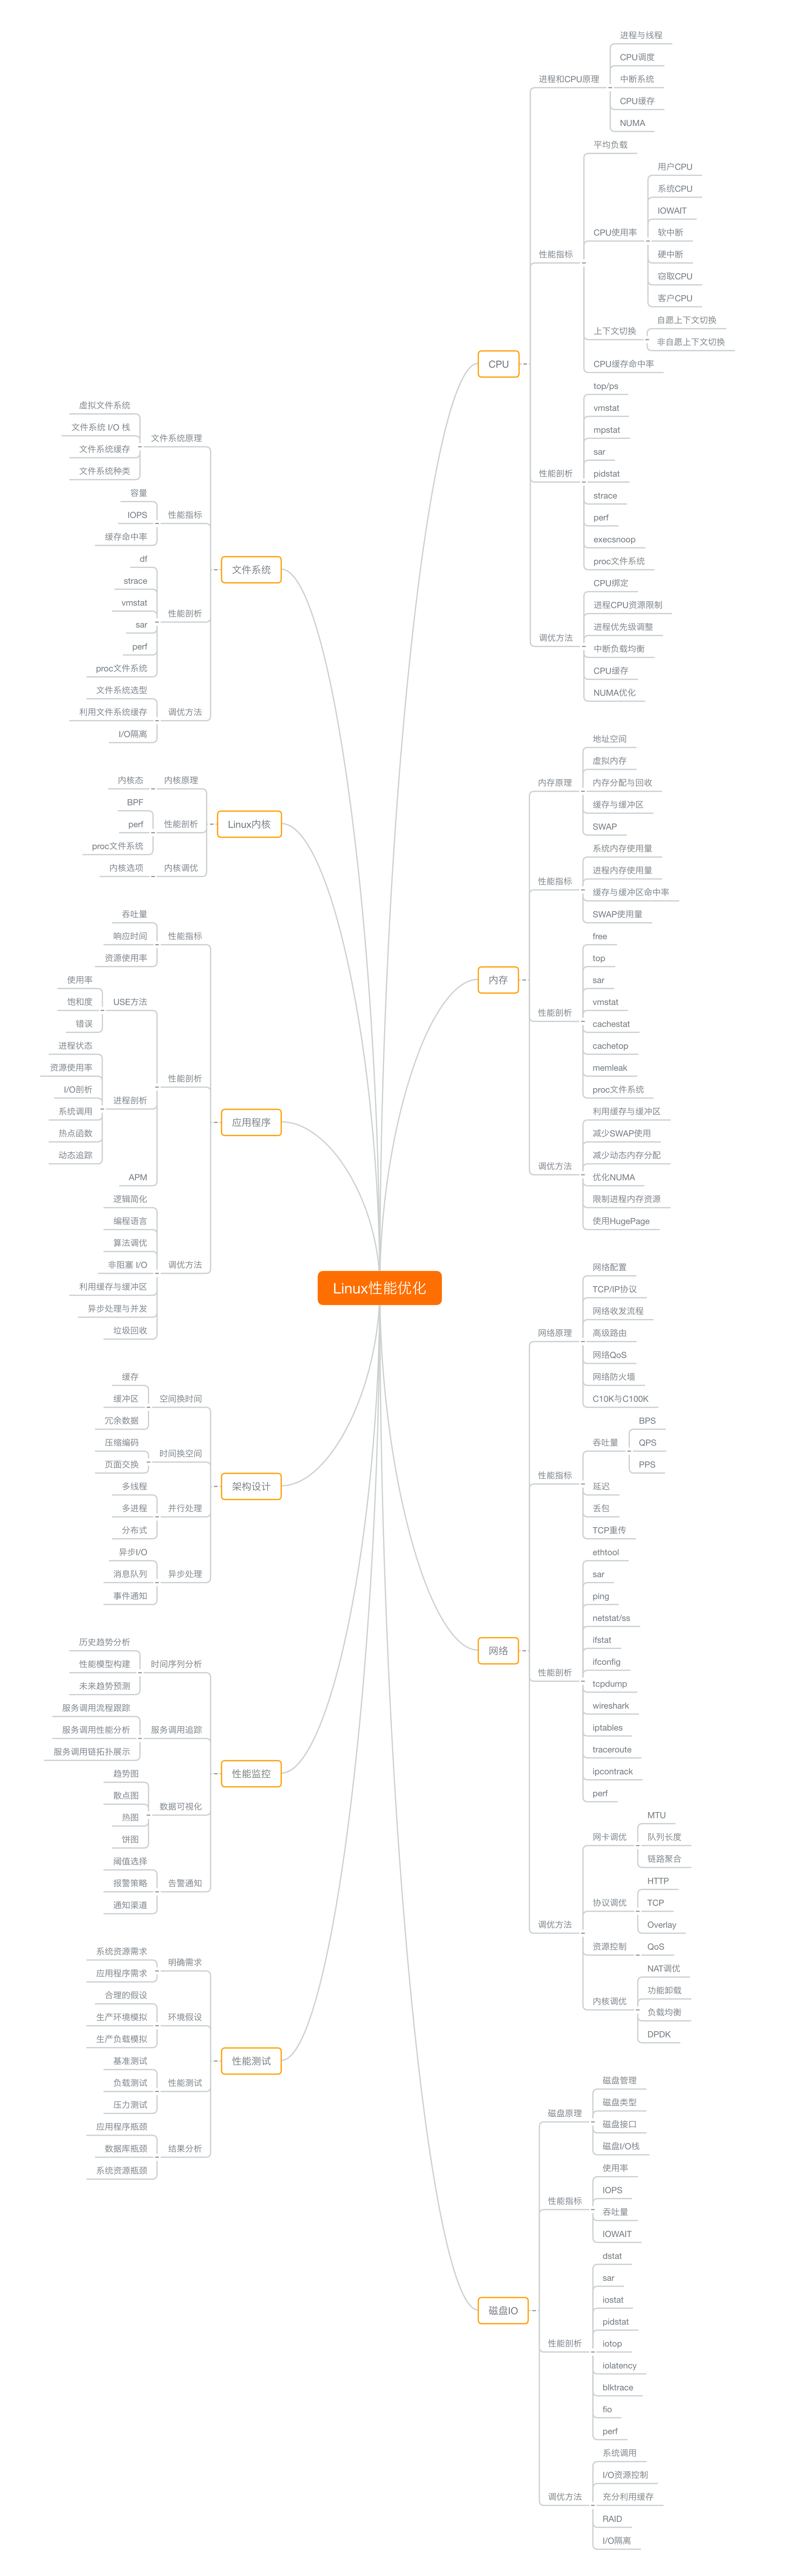 Linux性能优化
CPU
进程和CPU原理
进程与线程
CPU调度
中断系统
CPU缓存
NUMA
性能指标
平均负载
CPU使用率
用户CPU
系统CPU
IOWAIT
软中断
硬中断
窃取CPU
客户CPU
上下文切换
自愿上下文切换
非自愿上下文切换
CPU缓存命中率
性能剖析
top/ps
vmstat
mpstat
sar
pidstat
strace
perf
execsnoop
proc文件系统
调优方法
CPU绑定
进程CPU资源限制
进程优先级调整
中断负载均衡
CPU缓存
NUMA优化
内存
内存原理
地址空间
虚拟内存
内存分配与回收
缓存与缓冲区
SWAP
性能指标
系统内存使用量
进程内存使用量
缓存与缓冲区命中率
SWAP使用量
性能剖析
free
top
sar
vmstat
cachestat
cachetop
memleak
proc文件系统
调优方法
利用缓存与缓冲区
减少SWAP使用
减少动态内存分配
优化NUMA
限制进程内存资源
使用HugePage
网络
网络原理
网络配置
TCP/IP协议
网络收发流程
高级路由
网络QoS
网络防火墙
C10K与C100K
性能指标
吞吐量
BPS
QPS
PPS
延迟
丢包
TCP重传
性能剖析
ethtool
sar
ping
netstat/ss
ifstat
ifconfig
tcpdump
wireshark
iptables
traceroute
ipcontrack
perf
调优方法
网卡调优
MTU
队列长度
链路聚合
协议调优
HTTP
TCP
Overlay
资源控制
QoS
内核调优
NAT调优
功能卸载
负载均衡
DPDK
磁盘IO
磁盘原理
磁盘管理
磁盘类型
磁盘接口
磁盘I/O栈
性能指标
使用率
IOPS
吞吐量
IOWAIT
性能剖析
dstat
sar
iostat
pidstat
iotop
iolatency
blktrace
fio
perf
调优方法
系统调用
I/O资源控制
充分利用缓存
RAID
I/O隔离
文件系统
文件系统原理
虚拟文件系统
文件系统 I/O 栈
文件系统缓存
文件系统种类
性能指标
容量
IOPS
缓存命中率
性能剖析
df
strace
vmstat
sar
perf
proc文件系统
调优方法
文件系统选型
利用文件系统缓存
I/O隔离
Linux内核
内核原理
内核态
性能剖析
BPF
perf
proc文件系统
内核调优
内核选项
应用程序
性能指标
吞吐量
响应时间
资源使用率
性能剖析
USE方法
使用率
饱和度
错误
进程剖析
进程状态
资源使用率
I/O剖析
系统调用
热点函数
动态追踪
APM
调优方法
逻辑简化
编程语言
算法调优
非阻塞 I/O
利用缓存与缓冲区
异步处理与并发
垃圾回收
架构设计
空间换时间
缓存
缓冲区
冗余数据
时间换空间
压缩编码
页面交换
并行处理
多线程
多进程
分布式
异步处理
异步I/O
消息队列
事件通知
性能监控
时间序列分析
历史趋势分析
性能模型构建
未来趋势预测
服务调用追踪
服务调用流程跟踪
服务调用性能分析
服务调用链拓扑展示
数据可视化
趋势图
散点图
热图
饼图
告警通知
阈值选择
报警策略
通知渠道
性能测试
明确需求
系统资源需求
应用程序需求
环境假设
合理的假设
生产环境模拟
生产负载模拟
性能测试
基准测试
负载测试
压力测试
结果分析
应用程序瓶颈
数据库瓶颈
系统资源瓶颈